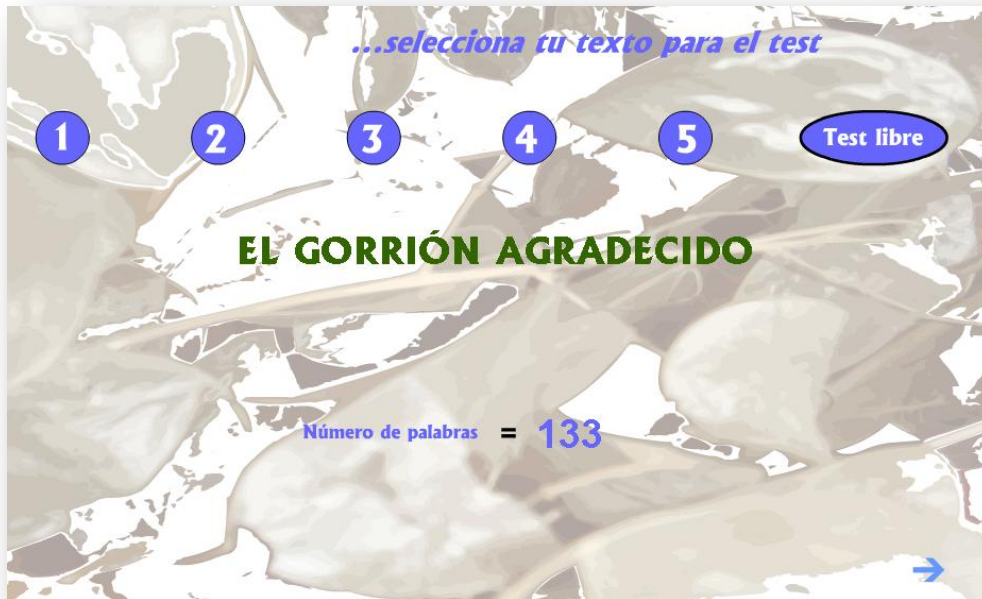 ...selecciona tu texto para el test
1 2 3 4 5 Test libre
EL GORRIÓN AGRADECIDO
Número de palabras = 133